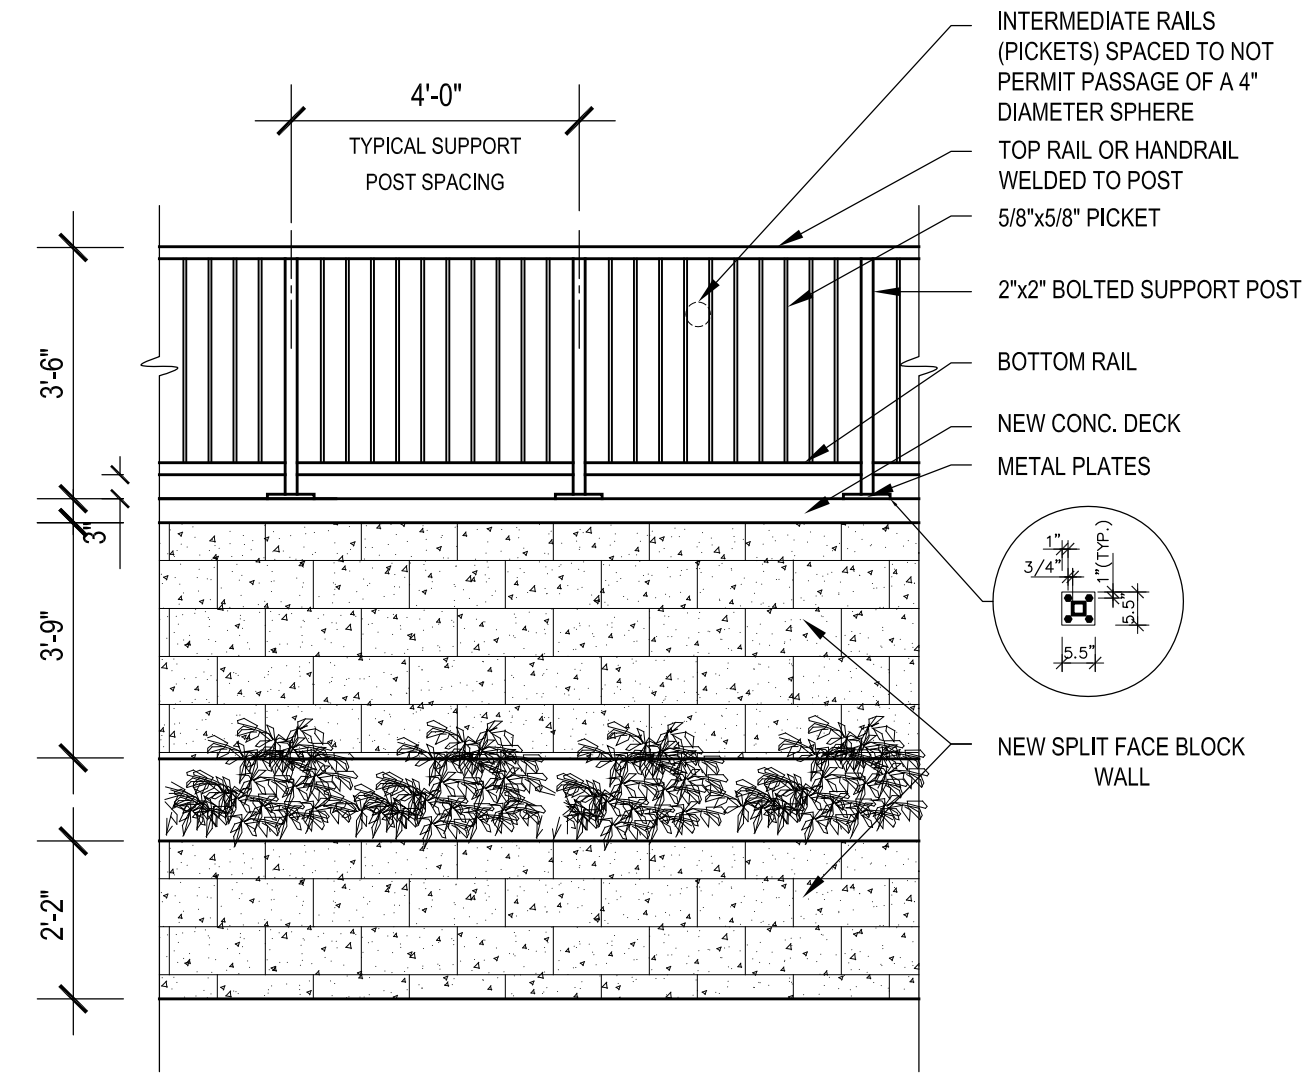 INTERMEDIATE RAILS
(PICKETS) SPACED TO NOT
PERMIT PASSAGE OF A 4"
DIAMETER SPHERE
4'-0"
TYPICAL SUPPORT
POST SPACING
TOP RAIL OR HANDRAIL
WELDED TO POST
5/8"x5/8" PICKET
2"x2" BOLTED SUPPORT POST
3'-6"
BOTTOM RAIL
NEW CONC. DECK
METAL PLATES
3"
1"
3/4"
1"(TYP.)
5.5"
5.5"
3'-9"
NEW SPLIT FACE BLOCK
WALL
2'-2"